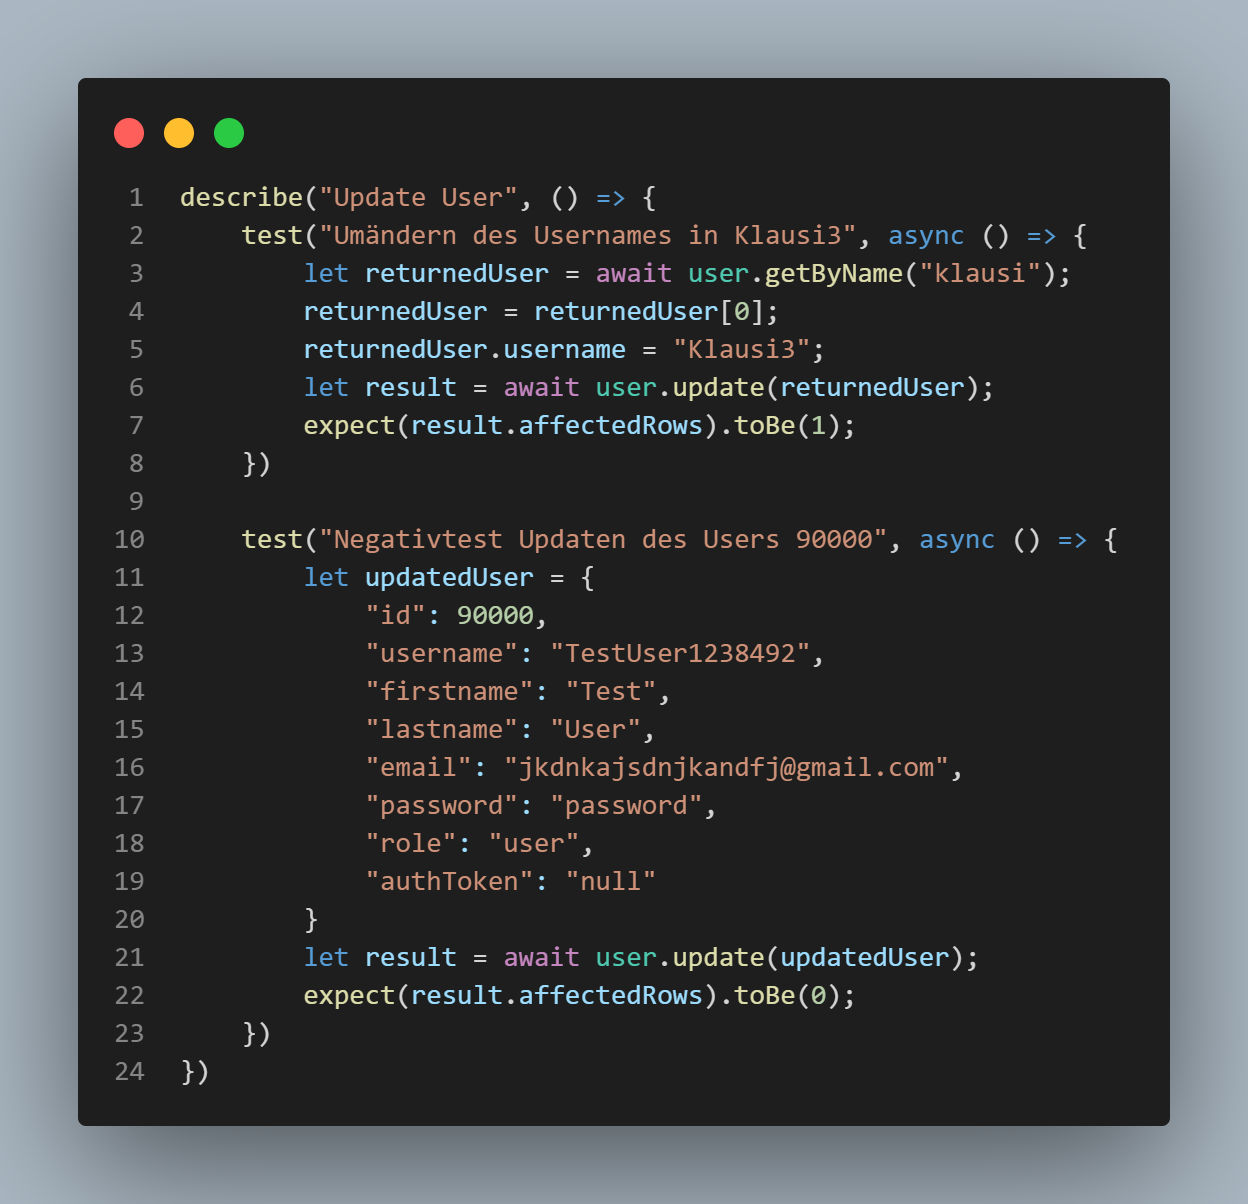 1 describe("Update User", () => {
2 test("Umändern des Usernames in Klausi3", async () => {
3 let returnedUser = await user.getByName("klausi");
4 returnedUser = returnedUser[0];
5 returnedUser.username = "Klausi3";
6 let result = await user.update(returnedUser);
7 expect(result.affectedRows).toBe(1);
8 })
9
10 test("Negativtest Updaten des Users 90000", async () => {
11 let updatedUser = {
12 "id": 90000,
13 "username": "TestUser1238492",
14 "firstname": "Test",
15 "lastname": "User",
16 "email": "jkdnkajsdnjkandfj@gmail.com",
17 "password": "password",
18 "role": "user",
19 "authToken": "null"
20 }
21 let result = await user.update(updatedUser);
22 expect(result.affectedRows).toBe(0);
23 })
24 })